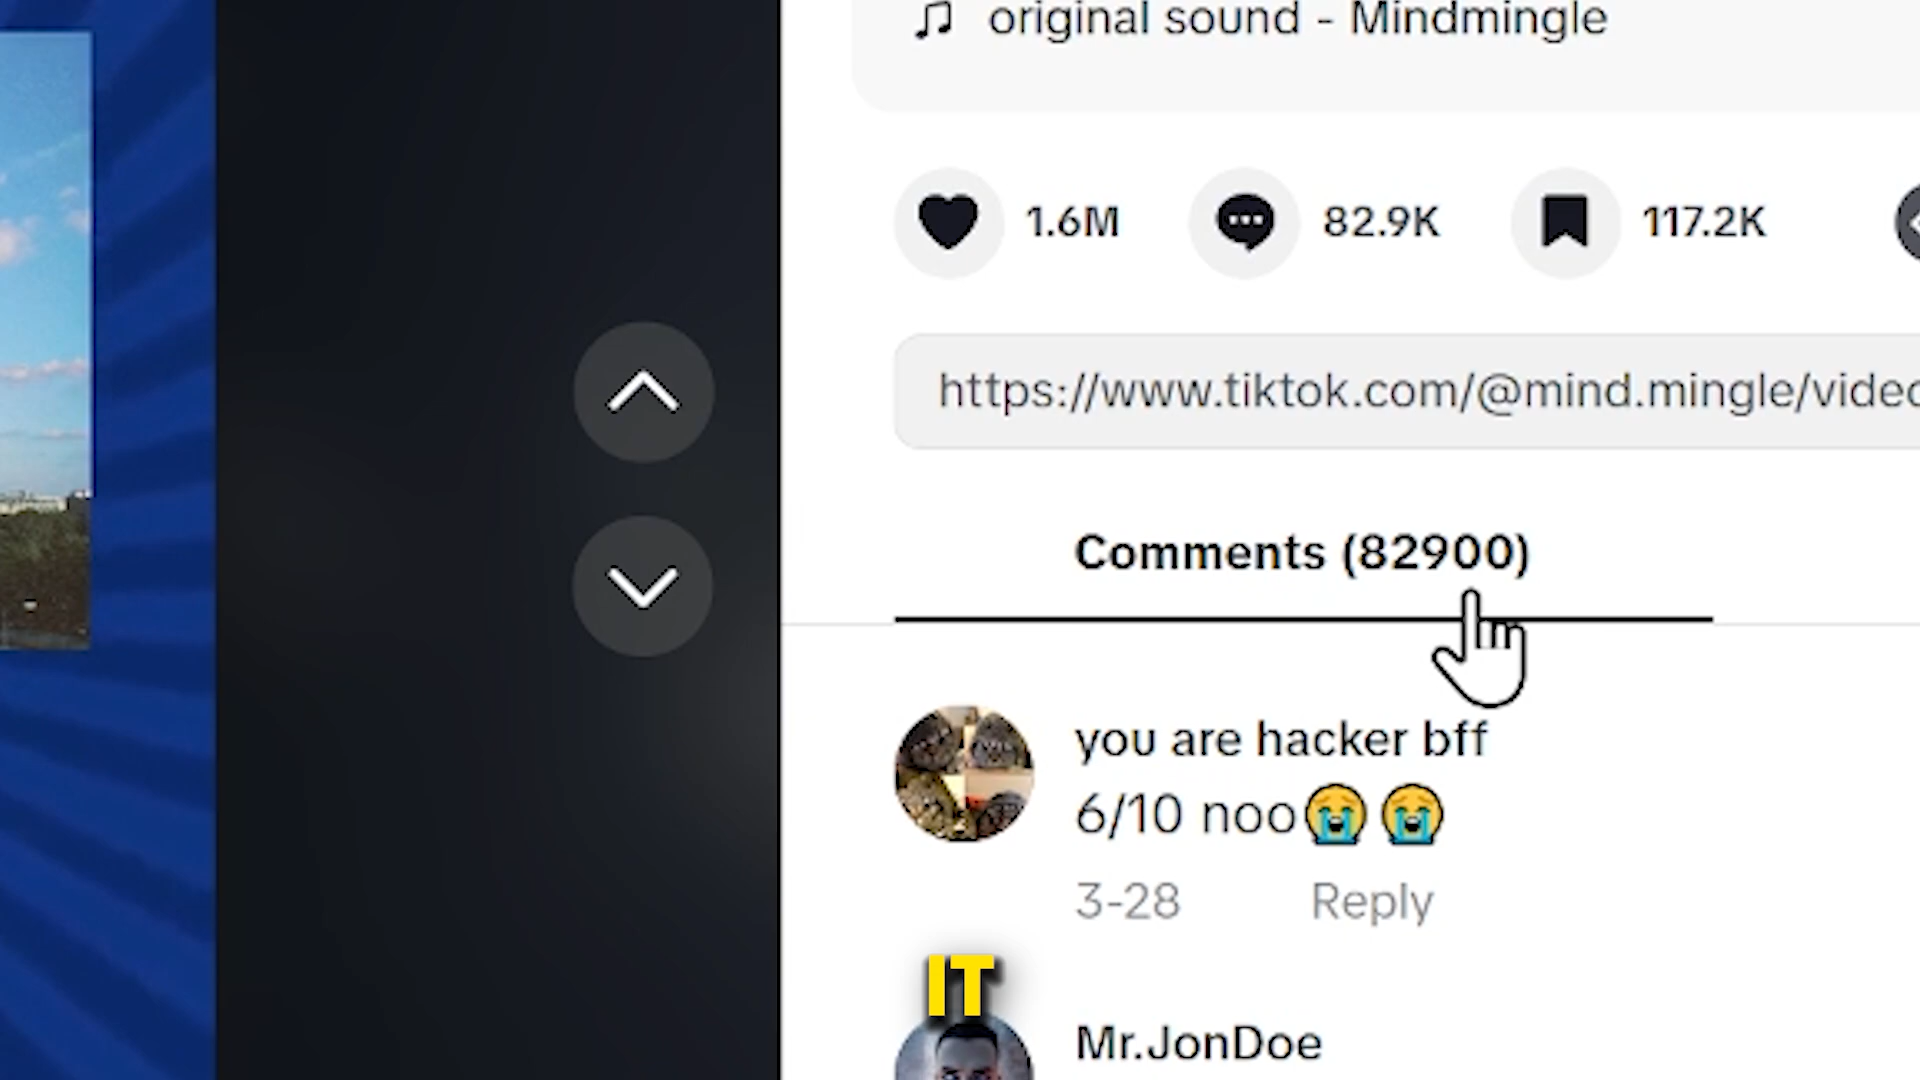 original sound - Mindmingle
1.6M
82.9K
117.2K
https://www.tiktok.com/@mind.mingle/video
Comments (82900)
you are hacker bff
6/10 noo😭😭
3-28 Reply
IT
Mr.JonDoe